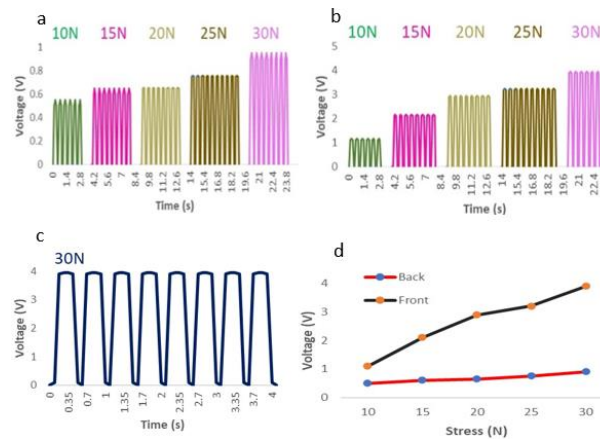 a
10N 15N 20N 25N 30N
Voltage (V)
1
0.8
0.6
0.4
0.2
0
0 1.4 2.8 4.2 5.6 7 8.4 9.8 11.2 12.6 14 15.4 16.8 18.2 19.6 21 22.4 23.8
Time (s)
b
10N 15N 20N 25N 30N
Voltage (V)
5
4
3
2
1
0
0 1.4 2.8 4.2 5.6 7 8.4 9.8 11.2 12.6 14 15.4 16.8 18.2 19.6 21 22.4 23.8
Time (s)
c
30N
Voltage (V)
4
3
2
1
0
0 0.35 0.7 1 1.35 1.7 2 2.35 2.7 3 3.35 3.7 4
Time (s)
d
Back
Front
Voltage (V)
4
3
2
1
0
10 15 20 25 30
Stress (N)